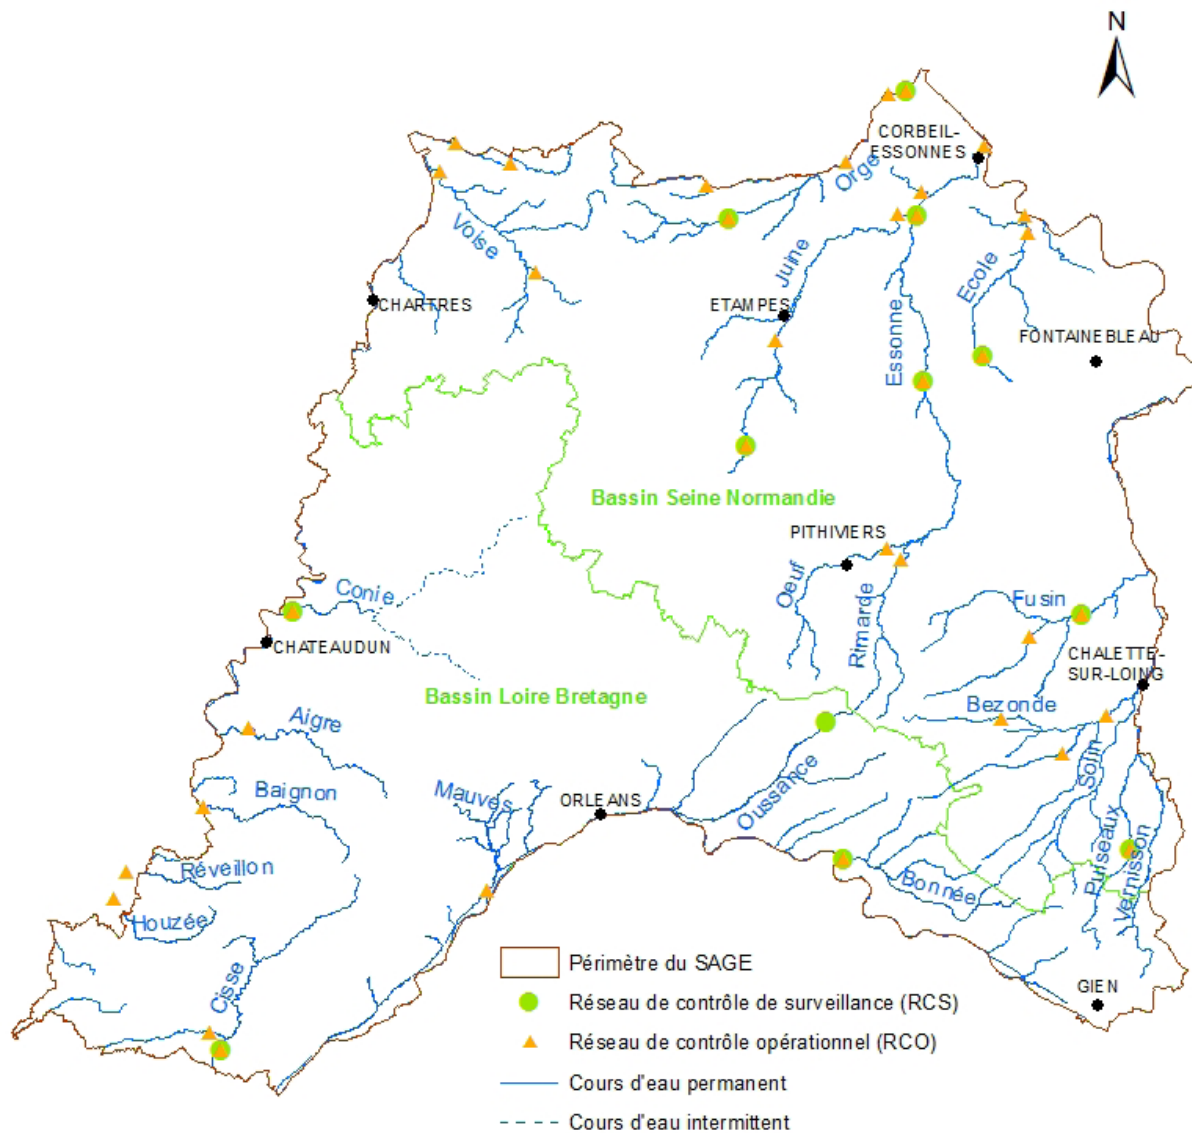 N
CORBEIL-
ESSONNES
Orge
Voise
Juine
Ecole
CHARTRES
ETAMPES
Essonne
FONTAINEBLEAU
Bassin Seine Normandie
PITHIVIERS
Oeuf
Rimarde
Conie
Fusin
CHATEAUDUN
CHALETTE-
SUR-LOING
Bassin Loire Bretagne
Bezonde
Aigre
Solin
Baignon
Mauves
ORLEANS
Oussance
Puiseaux
Vernisson
Réveillon
Bonnée
Houzée
Cisse
GIEN
Périmètre du SAGE
Réseau de contrôle de surveillance (RCS)
Réseau de contrôle opérationnel (RCO)
Cours d'eau permanent
Cours d'eau intermittent